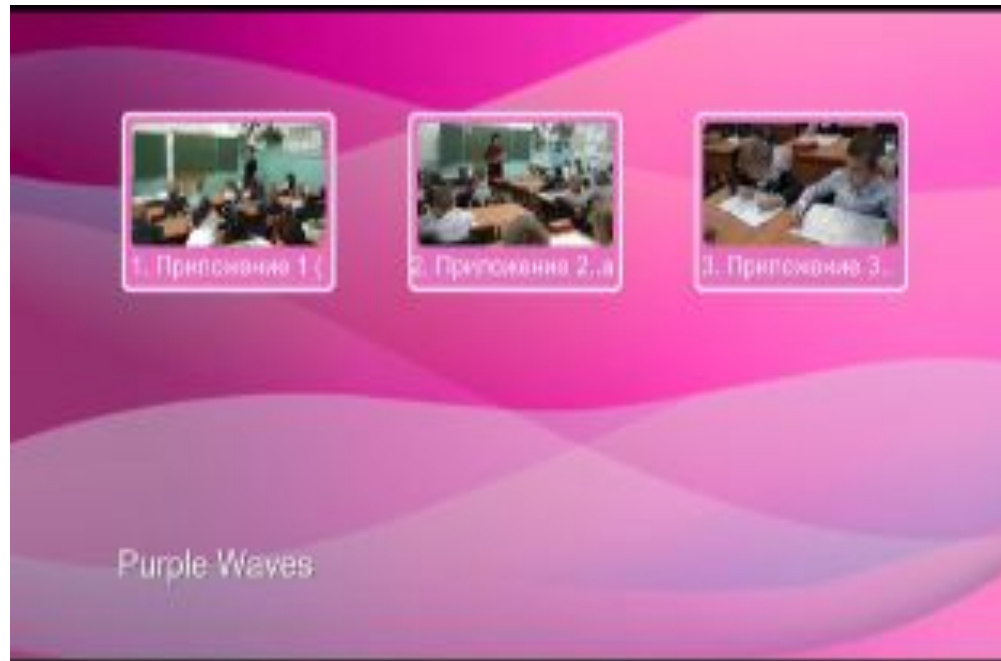 1. Приложение 1 (
2. Приложение 2..а
3. Приложение 3..
Purple Waves